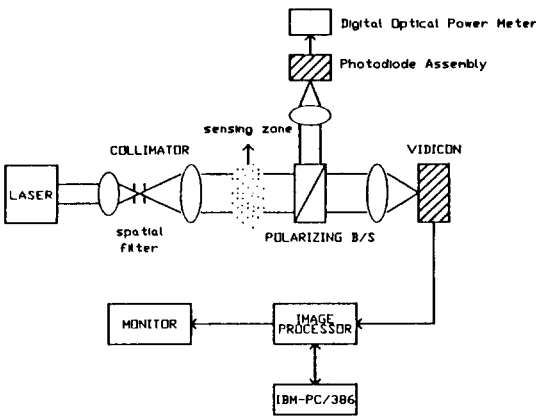 Digital Optical Power Meter
Photodiode Assembly
sensing zone
COLLIMATOR
VIDICON
LASER
spatial
filter
POLARIZING B/S
MONITOR
IMAGE
PROCESSOR
IBM-PC/386